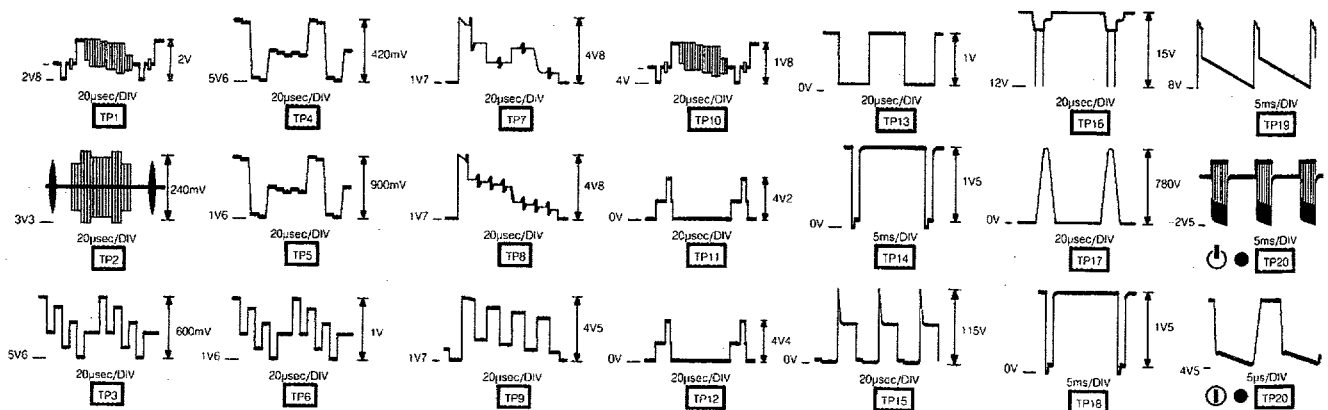 2V8
2V
20µsec/DIV
TP1
5V6
420mV
20µsec/DIV
TP4
1V7
4V8
20µsec/DIV
TP7
4V
1V8
20µsec/DIV
TP10
0V
1V
20µsec/DIV
TP13
12V
15V
20µsec/DIV
TP16
8V
15V
5ms/DIV
TP19
3V3
240mV
20µsec/DIV
TP2
1V6
900mV
20µsec/DIV
TP5
1V7
4V8
20µsec/DIV
TP8
0V
4V2
20µsec/DIV
TP11
0V
1V5
5ms/DIV
TP14
0V
780V
20µsec/DIV
TP17
-2V5
5ms/DIV
TP20
5V6
600mV
20µsec/DIV
TP3
1V6
1V
20µsec/DIV
TP6
1V7
4V5
20µsec/DIV
TP9
0V
4V4
20µsec/DIV
TP12
0V
115V
20µsec/DIV
TP15
0V
1V5
5ms/DIV
TP18
4V5
5µs/DIV
TP20